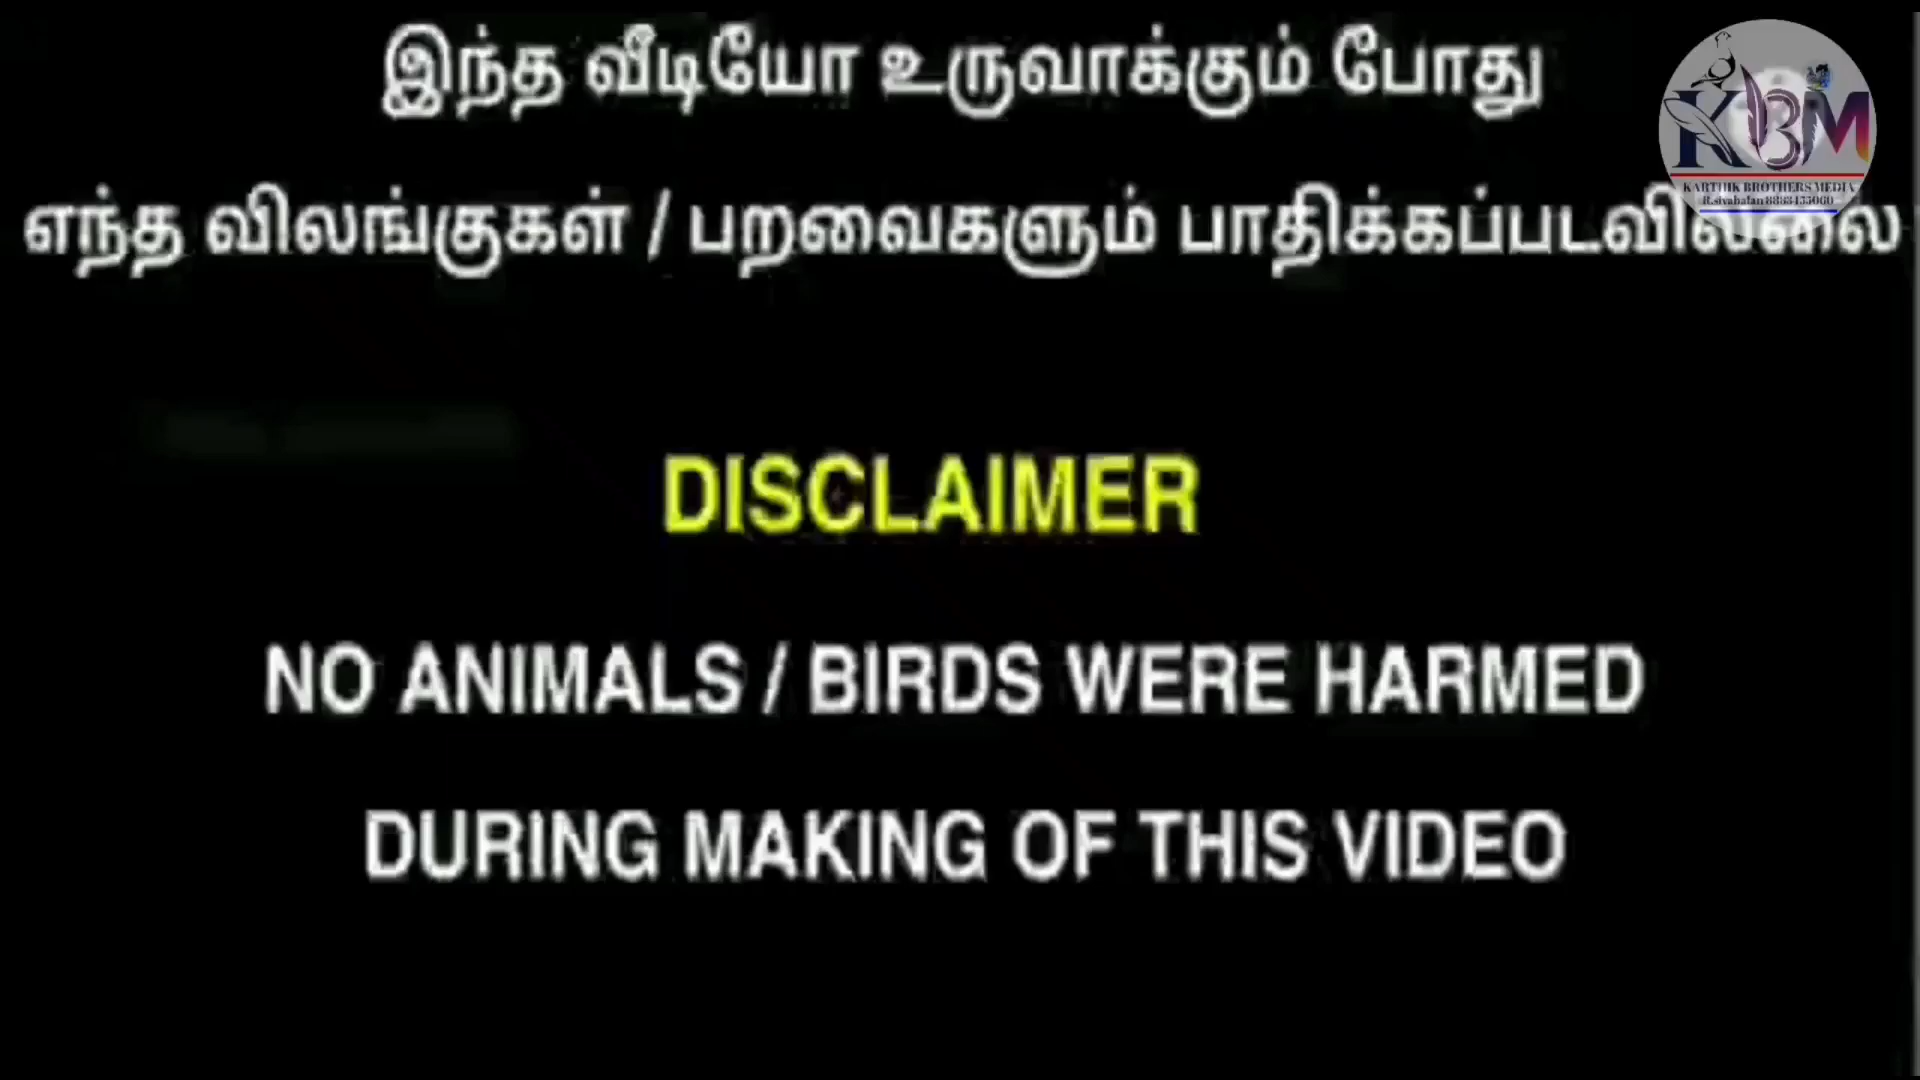 இந்த வீடியோ உருவாக்கும் போது
KBM
KARTHIK BROTHERS MEDIA
எந்த விலங்குகள் / பறவைகளும் பாதிக்கப்படவில்லை
DISCLAIMER
NO ANIMALS / BIRDS WERE HARMED
DURING MAKING OF THIS VIDEO